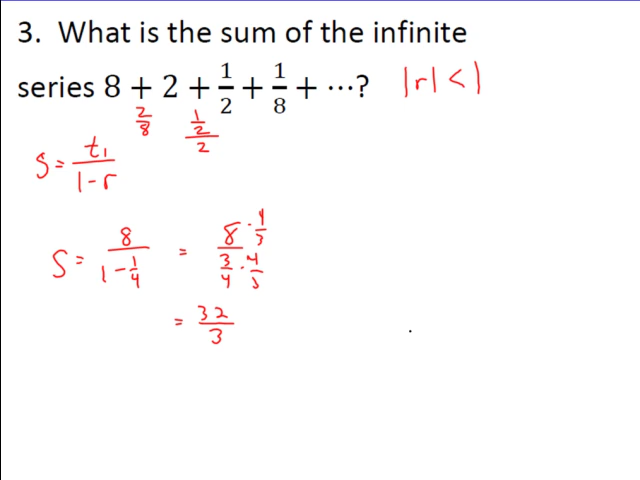 3. What is the sum of the infinite
series 8 + 2 + 1/2 + 1/8 + ⋯? |r| < 1
2/8 (1/2)/2
S = t₁/(1-r)
S = 8/(1 - 1/4) = (8 · 4/3)/(3/4 · 4/3)
= 32/3